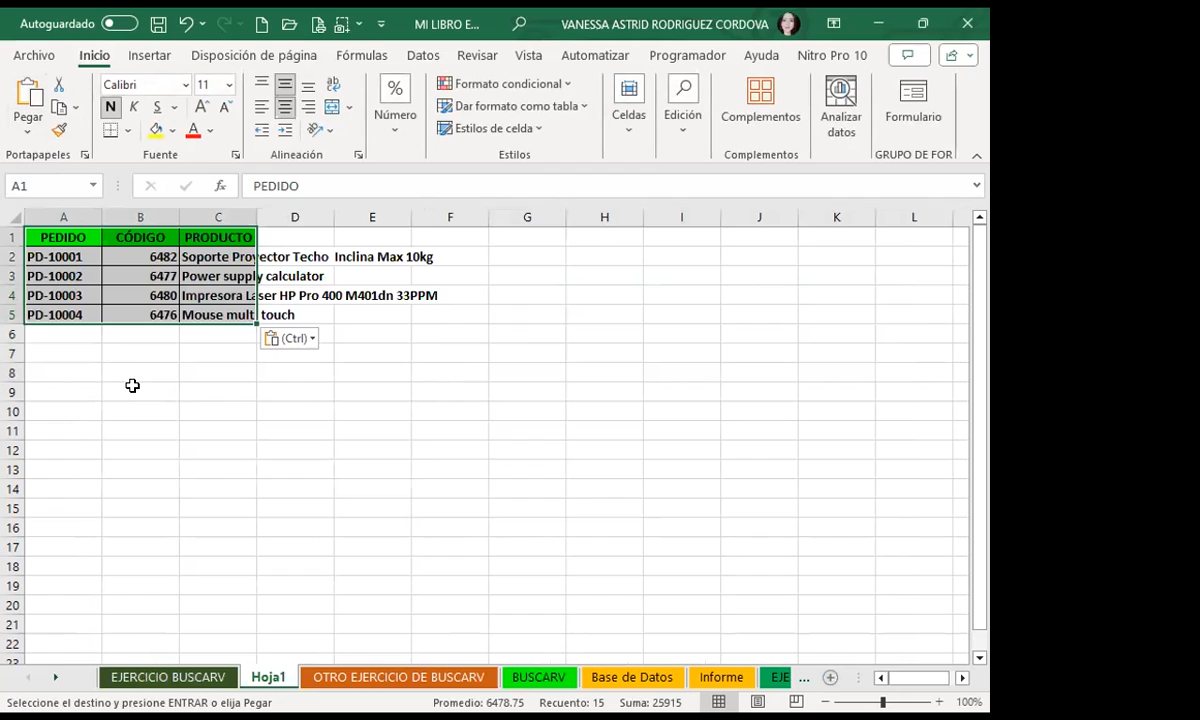 Autoguardado MI LIBRO E... VANESSA ASTRID RODRIGUEZ CORDOVA
Archivo Inicio Insertar Disposición de página Fórmulas Datos Revisar Vista Automatizar Programador Ayuda Nitro Pro 10
Calibri 11 Formato condicional
Pegar N K S Número Dar formato como tabla Celdas Edición Complementos Analizar datos Formulario
Estilos de celda
Portapapeles Fuente Alineación Estilos Complementos GRUPO DE FOR
A1 fx PEDIDO
A B C D E F G H I J K L
1 PEDIDO CÓDIGO PRODUCTO
2 PD-10001 6482 Soporte Proyector Techo Inclina Max 10kg
3 PD-10002 6477 Power supply calculator
4 PD-10003 6480 Impresora Laser HP Pro 400 M401dn 33PPM
5 PD-10004 6476 Mouse multi touch
6 (Ctrl)
7
8
9
10
11
12
13
14
15
16
17
18
19
20
21
22
23
EJERCICIO BUSCARV Hoja1 OTRO EJERCICIO DE BUSCARV BUSCARV Base de Datos Informe EJE ...
Seleccione el destino y presione ENTRAR o elija Pegar Promedio: 6478.75 Recuento: 15 Suma: 25915 100%